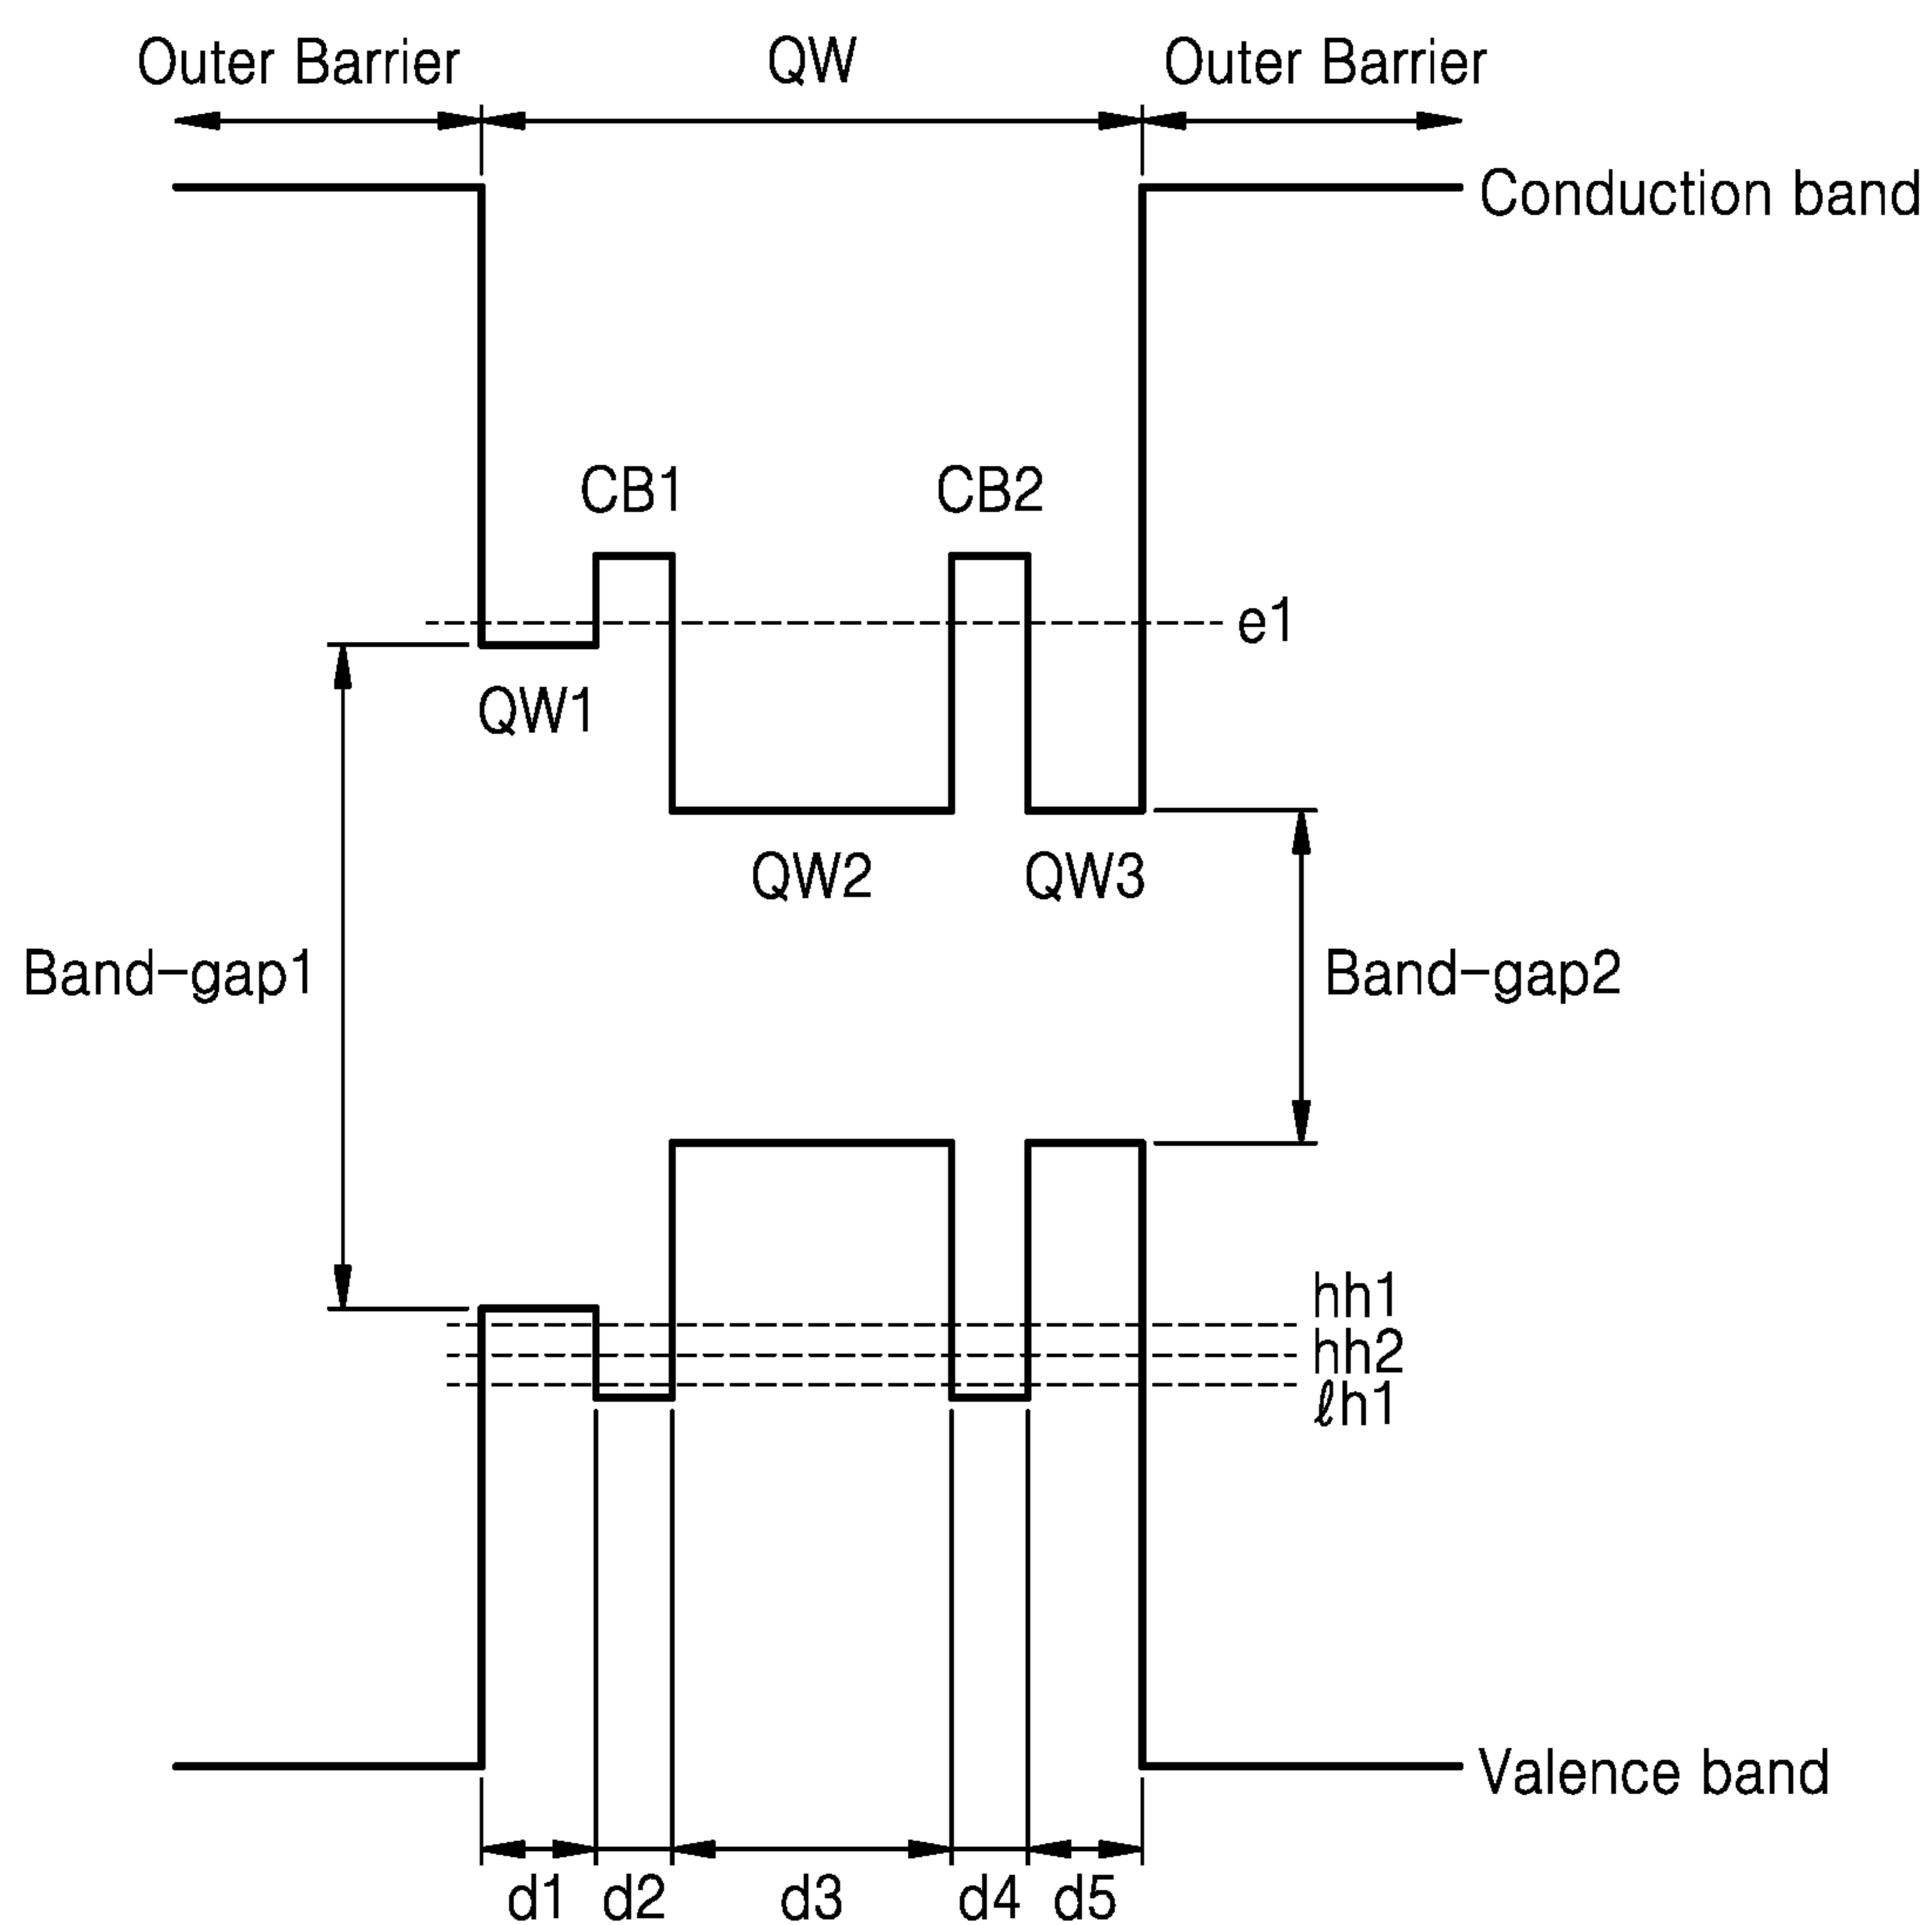 Outer Barrier
QW
Outer Barrier
Conduction band
CB1
CB2
e1
QW1
QW2
QW3
Band-gap1
Band-gap2
hh1
hh2
ℓh1
Valence band
d1
d2
d3
d4
d5